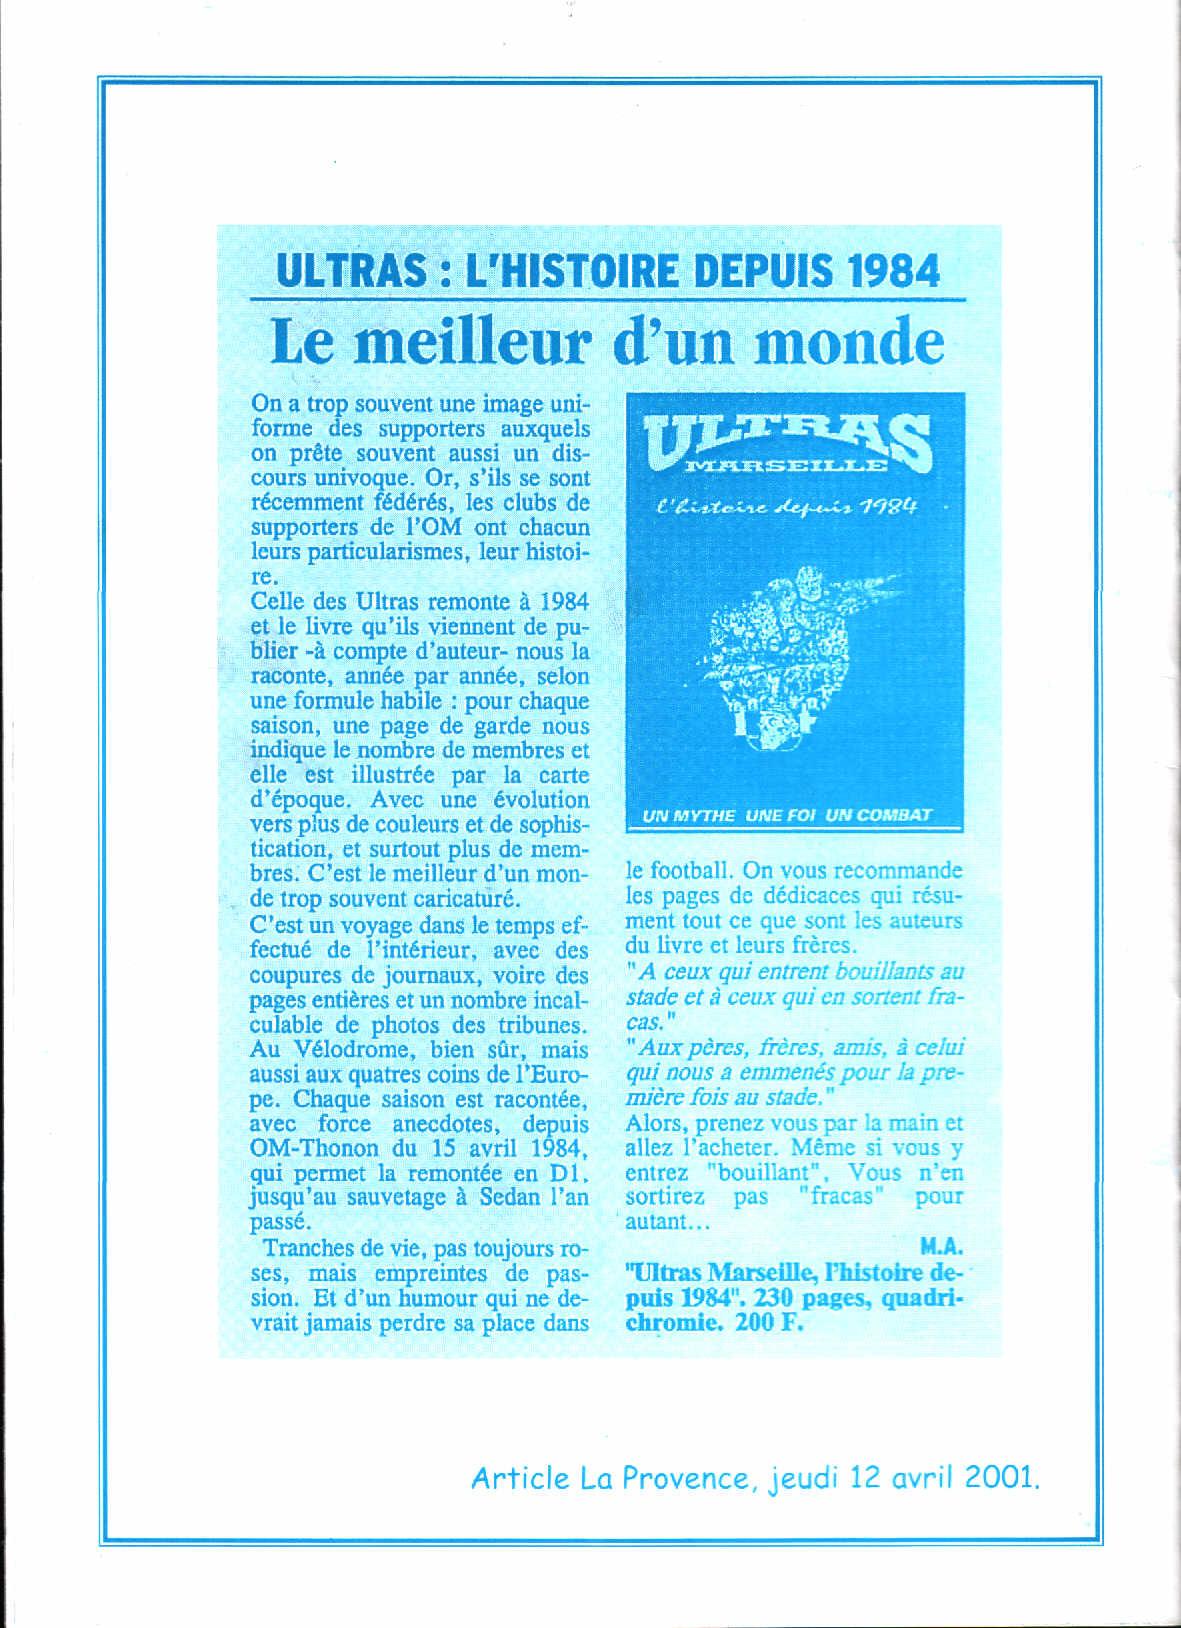 ULTRAS : L'HISTOIRE DEPUIS 1984
Le meilleur d'un monde
On a trop souvent une image uni-
forme des supporters auxquels
on prête souvent aussi un dis-
cours univoque. Or, s'ils se sont
récemment fédérés, les clubs de
supporters de l'OM ont chacun
leurs particularismes, leur histoi-
re.
Celle des Ultras remonte à 1984
et le livre qu'ils viennent de pu-
blier -à compte d'auteur- nous la
raconte, année par année, selon
une formule habile : pour chaque
saison, une page de garde nous
indique le nombre de membres et
elle est illustrée par la carte
d'époque. Avec une évolution
vers plus de couleurs et de sophis-
tication, et surtout plus de mem-
bres. C'est le meilleur d'un mon-
de trop souvent caricaturé.
C'est un voyage dans le temps ef-
fectué de l'intérieur, avec des
coupures de journaux, voire des
pages entières et un nombre incal-
culable de photos des tribunes.
Au Vélodrome, bien sûr, mais
aussi aux quatres coins de l'Euro-
pe. Chaque saison est racontée,
avec force anecdotes, depuis
OM-Thonon du 15 avril 1984,
qui permet la remontée en D1,
jusqu'au sauvetage à Sedan l'an
passé.
Tranches de vie, pas toujours ro-
ses, mais empreintes de pas-
sion. Et d'un humour qui ne de-
vrait jamais perdre sa place dans
ULTRAS
MARSEILLE
l'histoire depuis 1984
UN MYTHE UNE FOI UN COMBAT
le football. On vous recommande
les pages de dédicaces qui résu-
ment tout ce que sont les auteurs
du livre et leurs frères.
"A ceux qui entrent bouillants au
stade et à ceux qui en sortent fra-
cas."
"Aux pères, frères, amis, à celui
qui nous a emmenés pour la pre-
mière fois au stade."
Alors, prenez vous par la main et
allez l'acheter. Même si vous y
entrez "bouillant", Vous n'en
sortirez pas "fracas" pour
autant...
M.A.
"Ultras Marseille, l'histoire de-
puis 1984". 230 pages, quadri-
chromie. 200 F.
Article La Provence, jeudi 12 avril 2001.